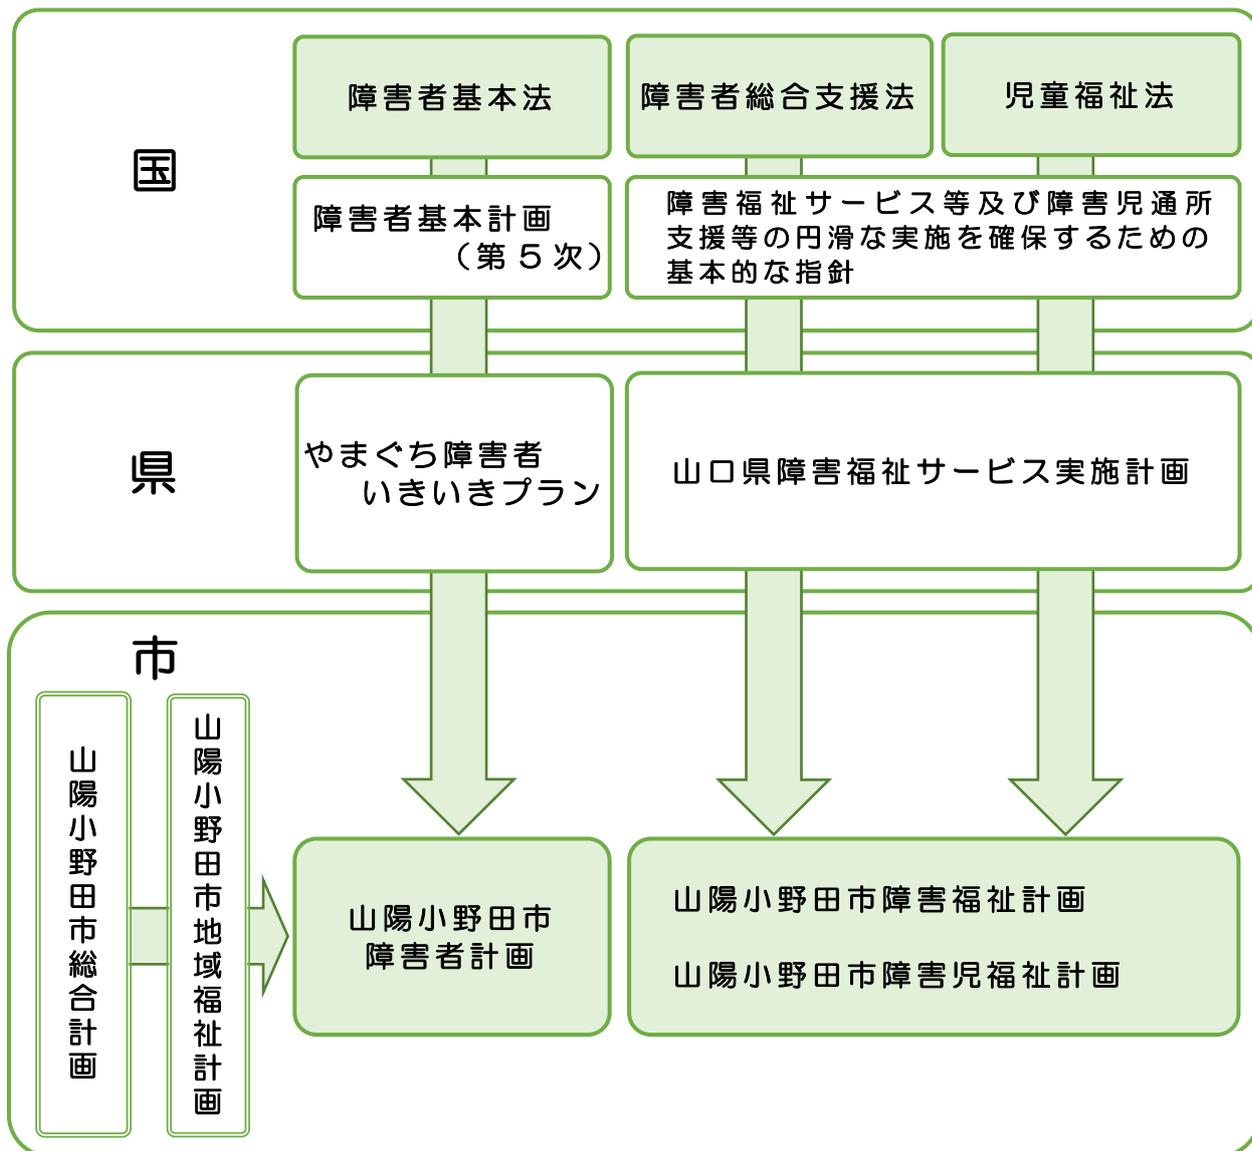 国
障害者基本法
障害者総合支援法
児童福祉法
障害者基本計画
（第５次）
障害福祉サービス等及び障害児通所
支援等の円滑な実施を確保するための
基本的な指針
県
やまぐち障害者
いきいきプラン
山口県障害福祉サービス実施計画
市
山陽小野田市総合計画
山陽小野田市地域福祉計画
山陽小野田市
障害者計画
山陽小野田市障害福祉計画
山陽小野田市障害児福祉計画